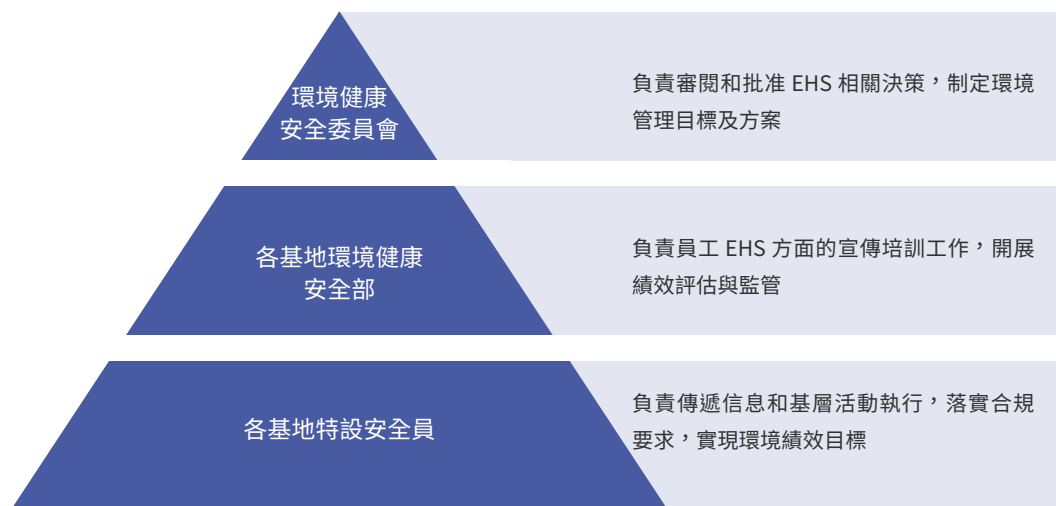 環境健康
安全委員會
負責審閱和批准 EHS 相關決策，制定環境
管理目標及方案
各基地環境健康
安全部
負責員工 EHS 方面的宣傳培訓工作，開展
績效評估與監管
各基地特設安全員
負責傳遞信息和基層活動執行，落實合規
要求，實現環境績效目標